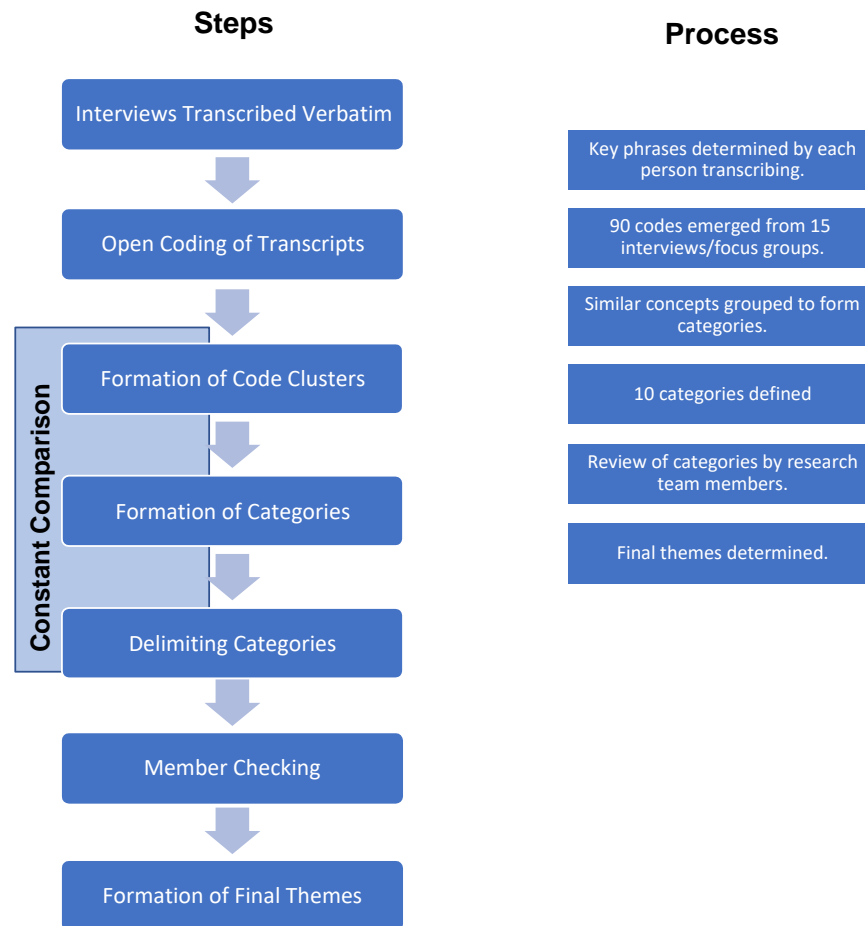 Steps
Interviews Transcribed Verbatim
Open Coding of Transcripts
Constant Comparison
Formation of Code Clusters
Formation of Categories
Delimiting Categories
Member Checking
Formation of Final Themes
Process
Key phrases determined by each
person transcribing.
90 codes emerged from 15
interviews/focus groups.
Similar concepts grouped to form
categories.
10 categories defined
Review of categories by research
team members.
Final themes determined.